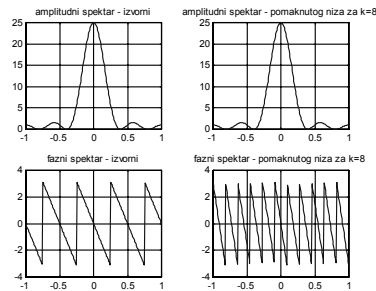 amplitudni spektar - izvorni
amplitudni spektar - pomaknutog niza za k=8
25
20
15
10
5
0
-1 -0.5 0 0.5 1
25
20
15
10
5
0
-1 -0.5 0 0.5 1
fazni spektar - izvorni
fazni spektar - pomaknutog niza za k=8
4
2
0
-2
-4
-1 -0.5 0 0.5 1
4
2
0
-2
-4
-1 -0.5 0 0.5 1